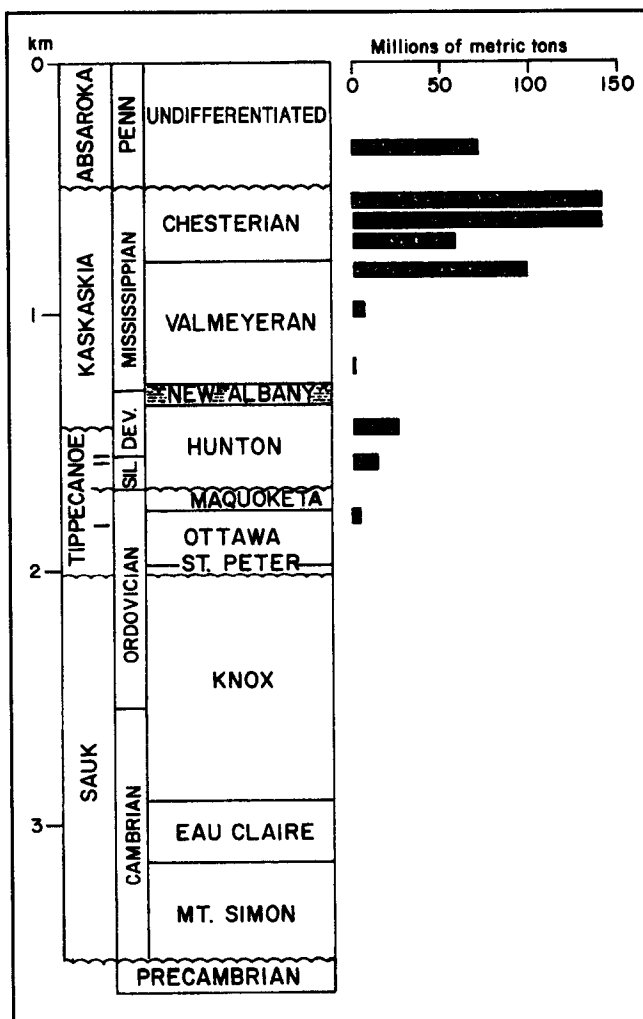 km
Millions of metric tons
0
0
50
100
150
ABSAROKA
PENN
UNDIFFERENTIATED
KASKASKIA
MISSISSIPPIAN
CHESTERIAN
1
VALMEYERAN
NEW ALBANY
DEV.
HUNTON
TIPPECANOE
SIL.
MAQUOKETA
OTTAWA
ST. PETER
2
ORDOVICIAN
KNOX
SAUK
CAMBRIAN
3
EAU CLAIRE
MT. SIMON
PRECAMBRIAN